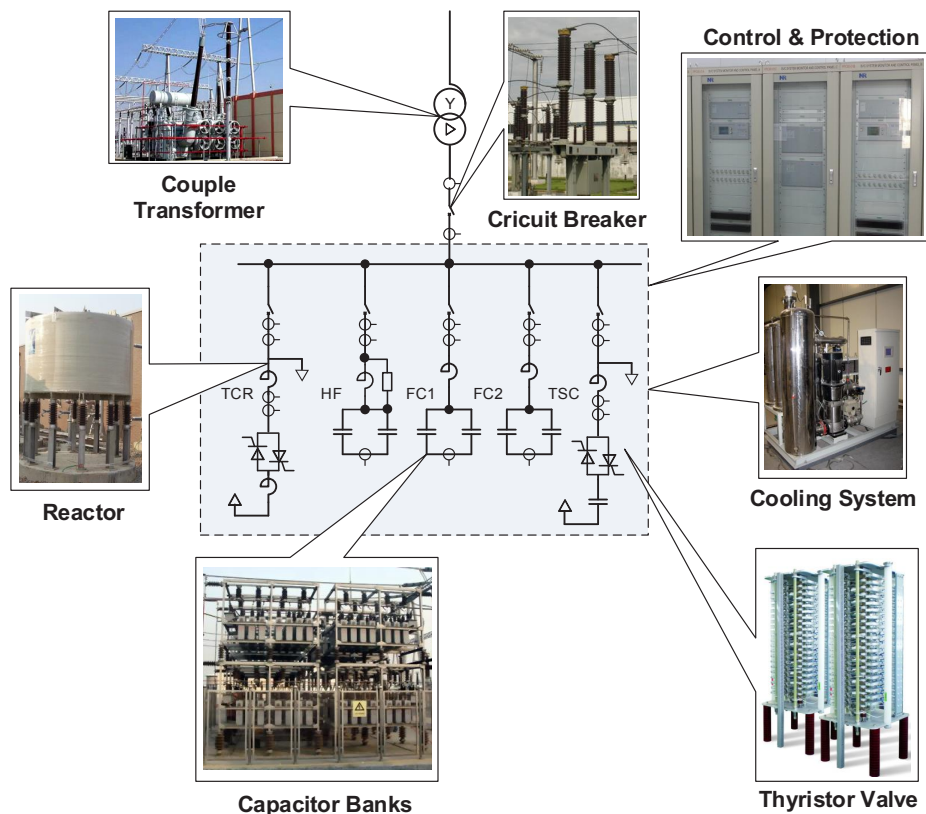 Control & Protection
Y
Couple
Transformer
Cricuit Breaker
TCR
HF
FC1
FC2
TSC
Reactor
Cooling System
Capacitor Banks
Thyristor Valve